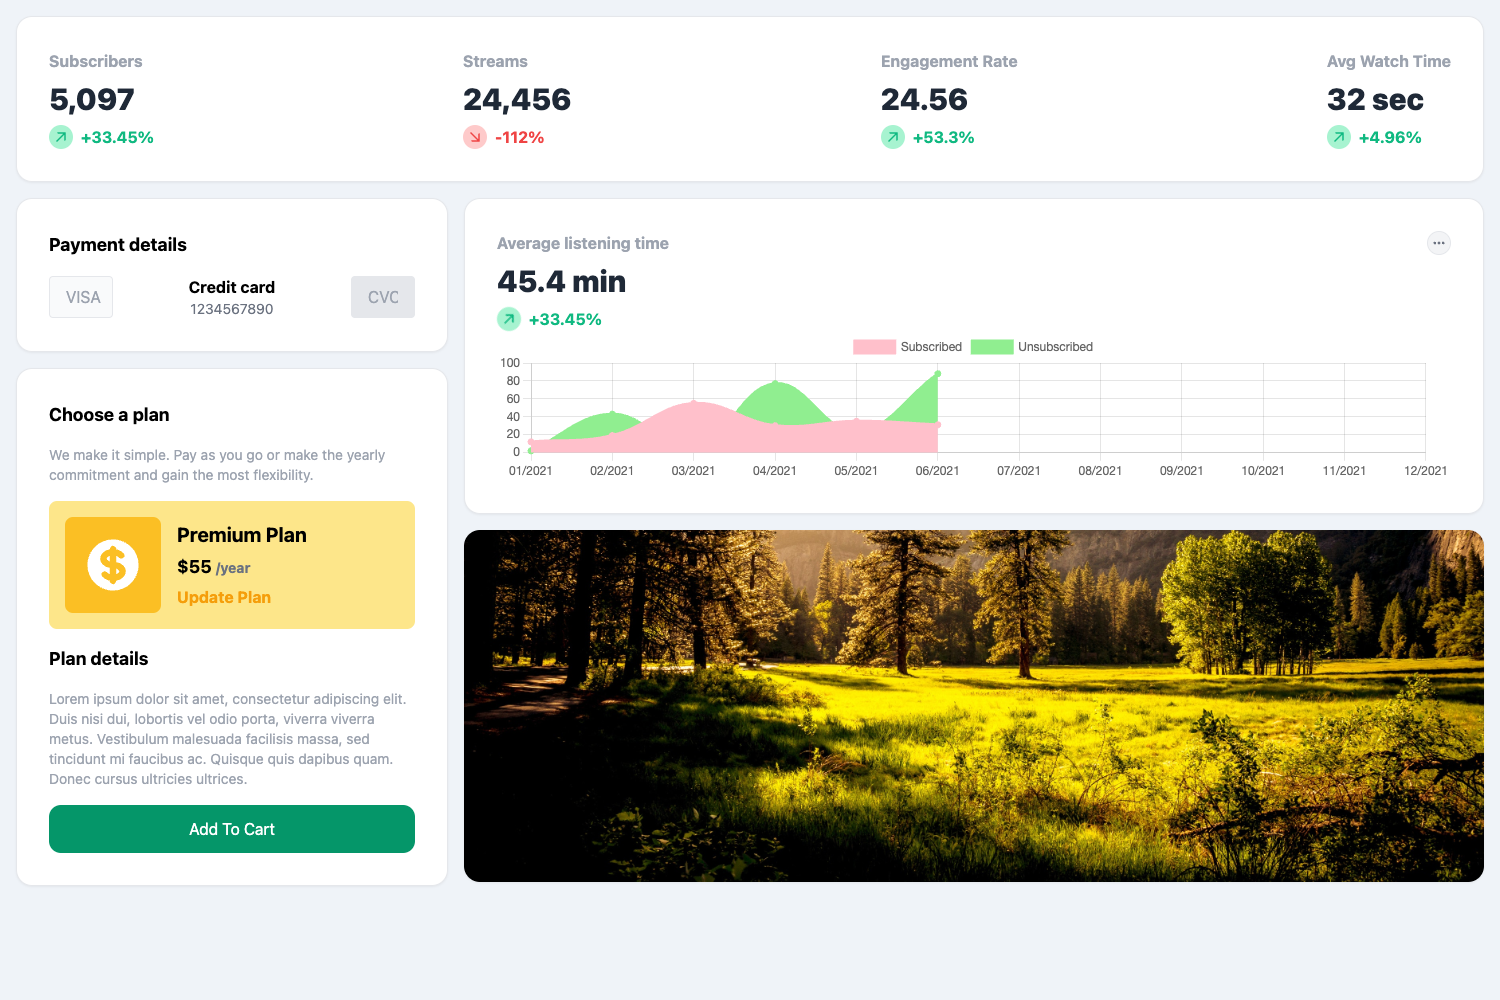 Subscribers
5,097
+33.45%
Streams
24,456
-112%
Engagement Rate
24.56
+53.3%
Avg Watch Time
32 sec
+4.96%
Payment details
VISA
Credit card
1234567890
CVC
Choose a plan
We make it simple. Pay as you go or make the yearly
commitment and gain the most flexibility.
Premium Plan
$55 /year
Update Plan
Plan details
Lorem ipsum dolor sit amet, consectetur adipiscing elit.
Duis nisi dui, lobortis vel odio porta, viverra viverra
metus. Vestibulum malesuada facilisis massa, sed
tincidunt mi faucibus ac. Quisque quis dapibus quam.
Donec cursus ultricies ultrices.
Add To Cart
Average listening time
45.4 min
+33.45%
Subscribed Unsubscribed
100
80
60
40
20
0
01/2021 02/2021 03/2021 04/2021 05/2021 06/2021 07/2021 08/2021 09/2021 10/2021 11/2021 12/2021